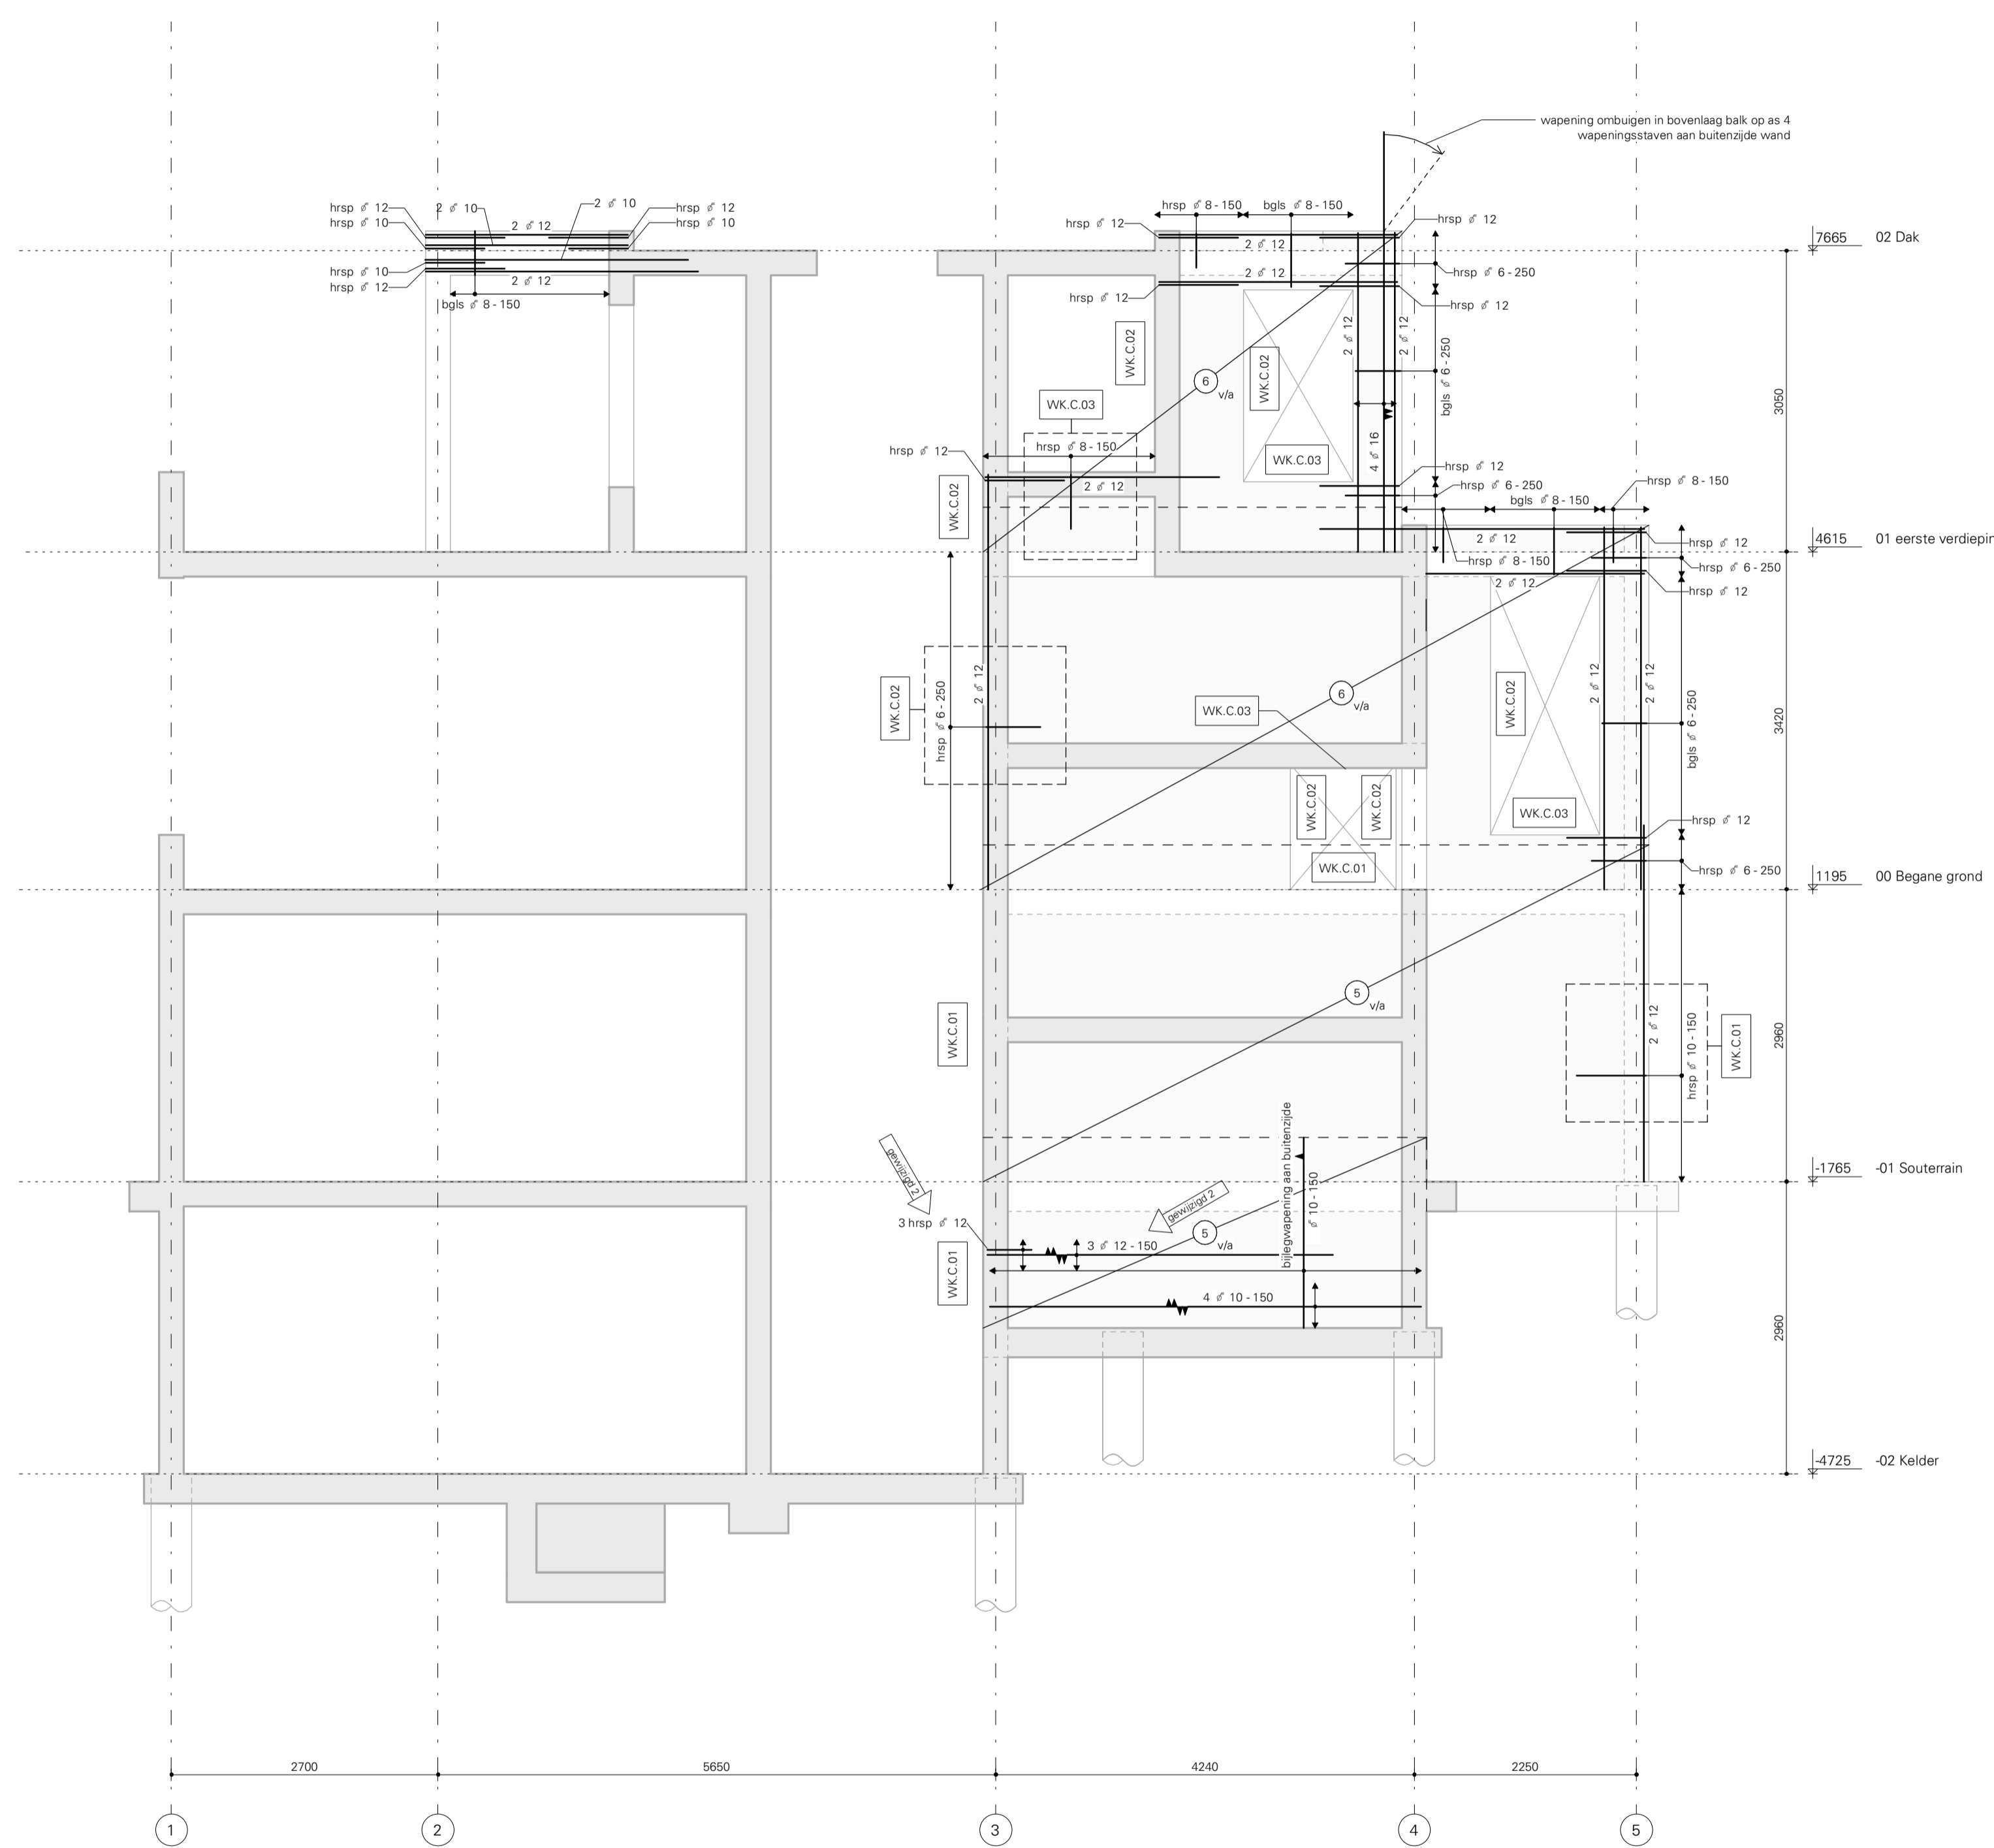 wapening ombuigen in bovenlaag balk op as 4
wapeningsstaven aan buitenzijde wand
hrsp ⌀ 12
hrsp ⌀ 10
2 ⌀ 10
2 ⌀ 12
2 ⌀ 10
hrsp ⌀ 12
hrsp ⌀ 10
hrsp ⌀ 10
hrsp ⌀ 12
2 ⌀ 12
bgls ⌀ 8 - 150
hrsp ⌀ 8 - 150
bgls ⌀ 8 - 150
hrsp ⌀ 12
hrsp ⌀ 12
2 ⌀ 12
2 ⌀ 12
hrsp ⌀ 12
hrsp ⌀ 6 - 250
hrsp ⌀ 12
7665
02 Dak
WK.C.02
WK.C.02
2 ⌀ 12
2 ⌀ 12
bgls ⌀ 6 - 250
6
v/a
3050
WK.C.03
hrsp ⌀ 8 - 150
hrsp ⌀ 12
2 ⌀ 12
WK.C.03
4 ⌀ 16
WK.C.02
hrsp ⌀ 12
hrsp ⌀ 6 - 250
bgls ⌀ 8 - 150
hrsp ⌀ 8 - 150
2 ⌀ 12
hrsp ⌀ 8 - 150
2 ⌀ 12
hrsp ⌀ 12
hrsp ⌀ 6 - 250
hrsp ⌀ 12
4615
01 eerste verdiepin
WK.C.02
hrsp ⌀ 6 - 250
2 ⌀ 12
WK.C.03
6
v/a
WK.C.02
2 ⌀ 12
2 ⌀ 12
bgls ⌀ 6 - 250
3420
WK.C.02
WK.C.02
WK.C.01
WK.C.03
hrsp ⌀ 12
hrsp ⌀ 6 - 250
1195
00 Begane grond
WK.C.01
5
v/a
2 ⌀ 12
hrsp ⌀ 10 - 150
WK.C.01
2960
-1765
-01 Souterrain
gewijzigd 2
gewijzigd 2
3 hrsp ⌀ 12
WK.C.01
3 ⌀ 12 - 150
5
v/a
bijlegwapening aan buitenzijde
⌀ 10 - 150
4 ⌀ 10 - 150
2960
-4725
-02 Kelder
2700
5650
4240
2250
1
2
3
4
5